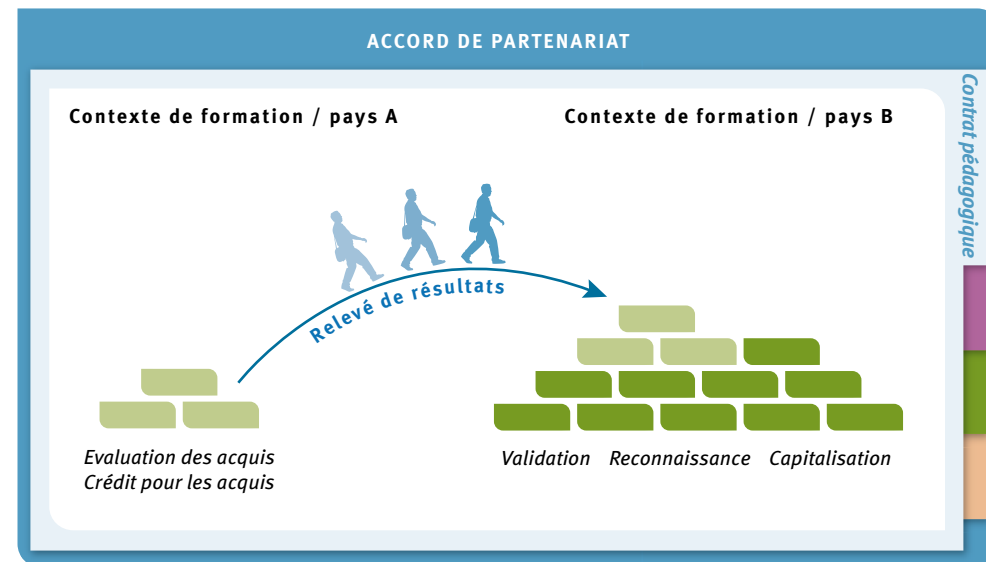 ACCORD DE PARTENARIAT
Contexte de formation / pays A
Contexte de formation / pays B
Contrat pédagogique
Relevé de résultats
Evaluation des acquis
Crédit pour les acquis
Validation Reconnaissance Capitalisation